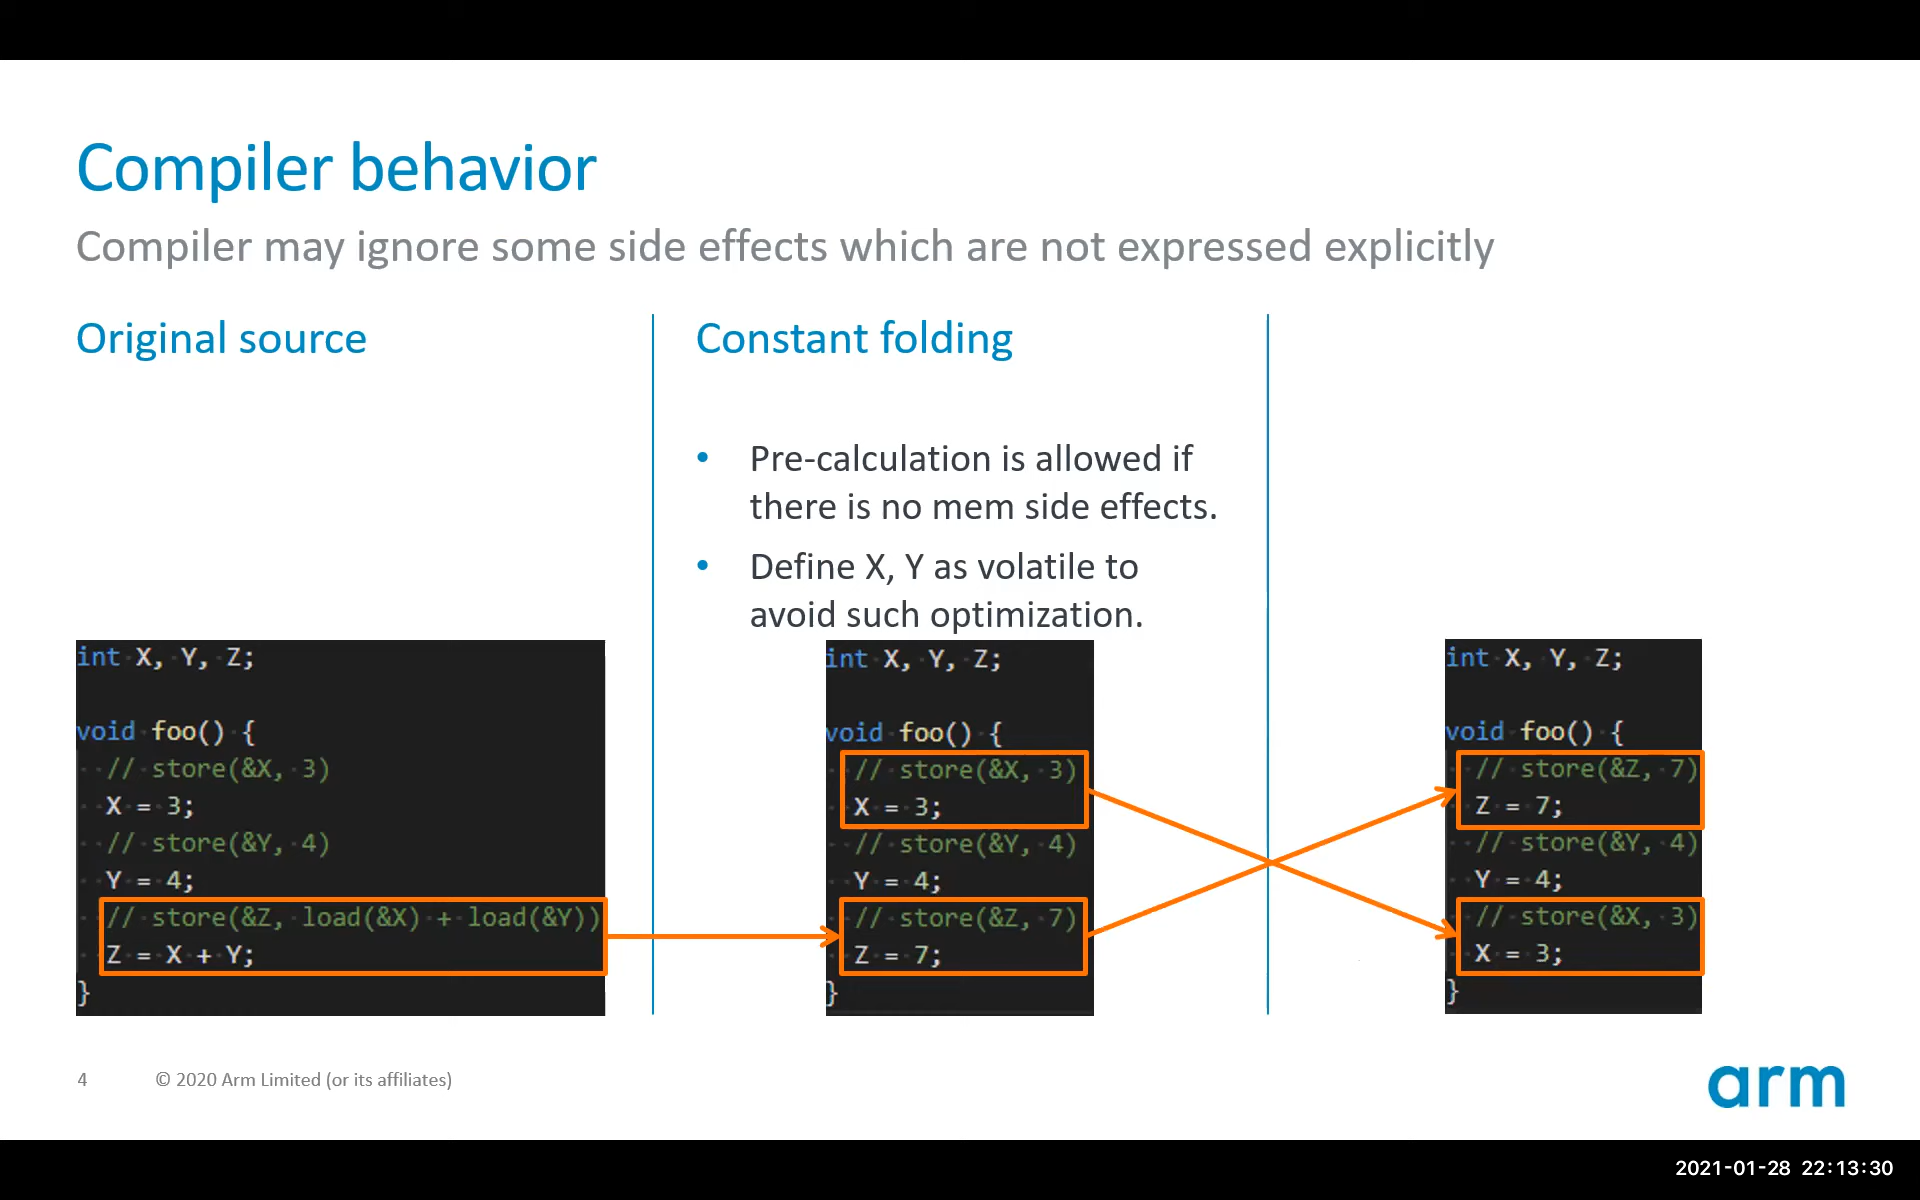 Compiler behavior
Compiler may ignore some side effects which are not expressed explicitly
Original source
int X, Y, Z;
void foo() {
// store(&X, 3)
X = 3;
// store(&Y, 4)
Y = 4;
// store(&Z, load(&X) + load(&Y))
Z = X + Y;
}
Constant folding
• Pre-calculation is allowed if
there is no mem side effects.
• Define X, Y as volatile to
avoid such optimization.
int X, Y, Z;
void foo() {
// store(&X, 3)
X = 3;
// store(&Y, 4)
Y = 4;
// store(&Z, 7)
Z = 7;
}
int X, Y, Z;
void foo() {
// store(&Z, 7)
Z = 7;
// store(&Y, 4)
Y = 4;
// store(&X, 3)
X = 3;
}
4
© 2020 Arm Limited (or its affiliates)
arm
2021-01-28 22:13:30